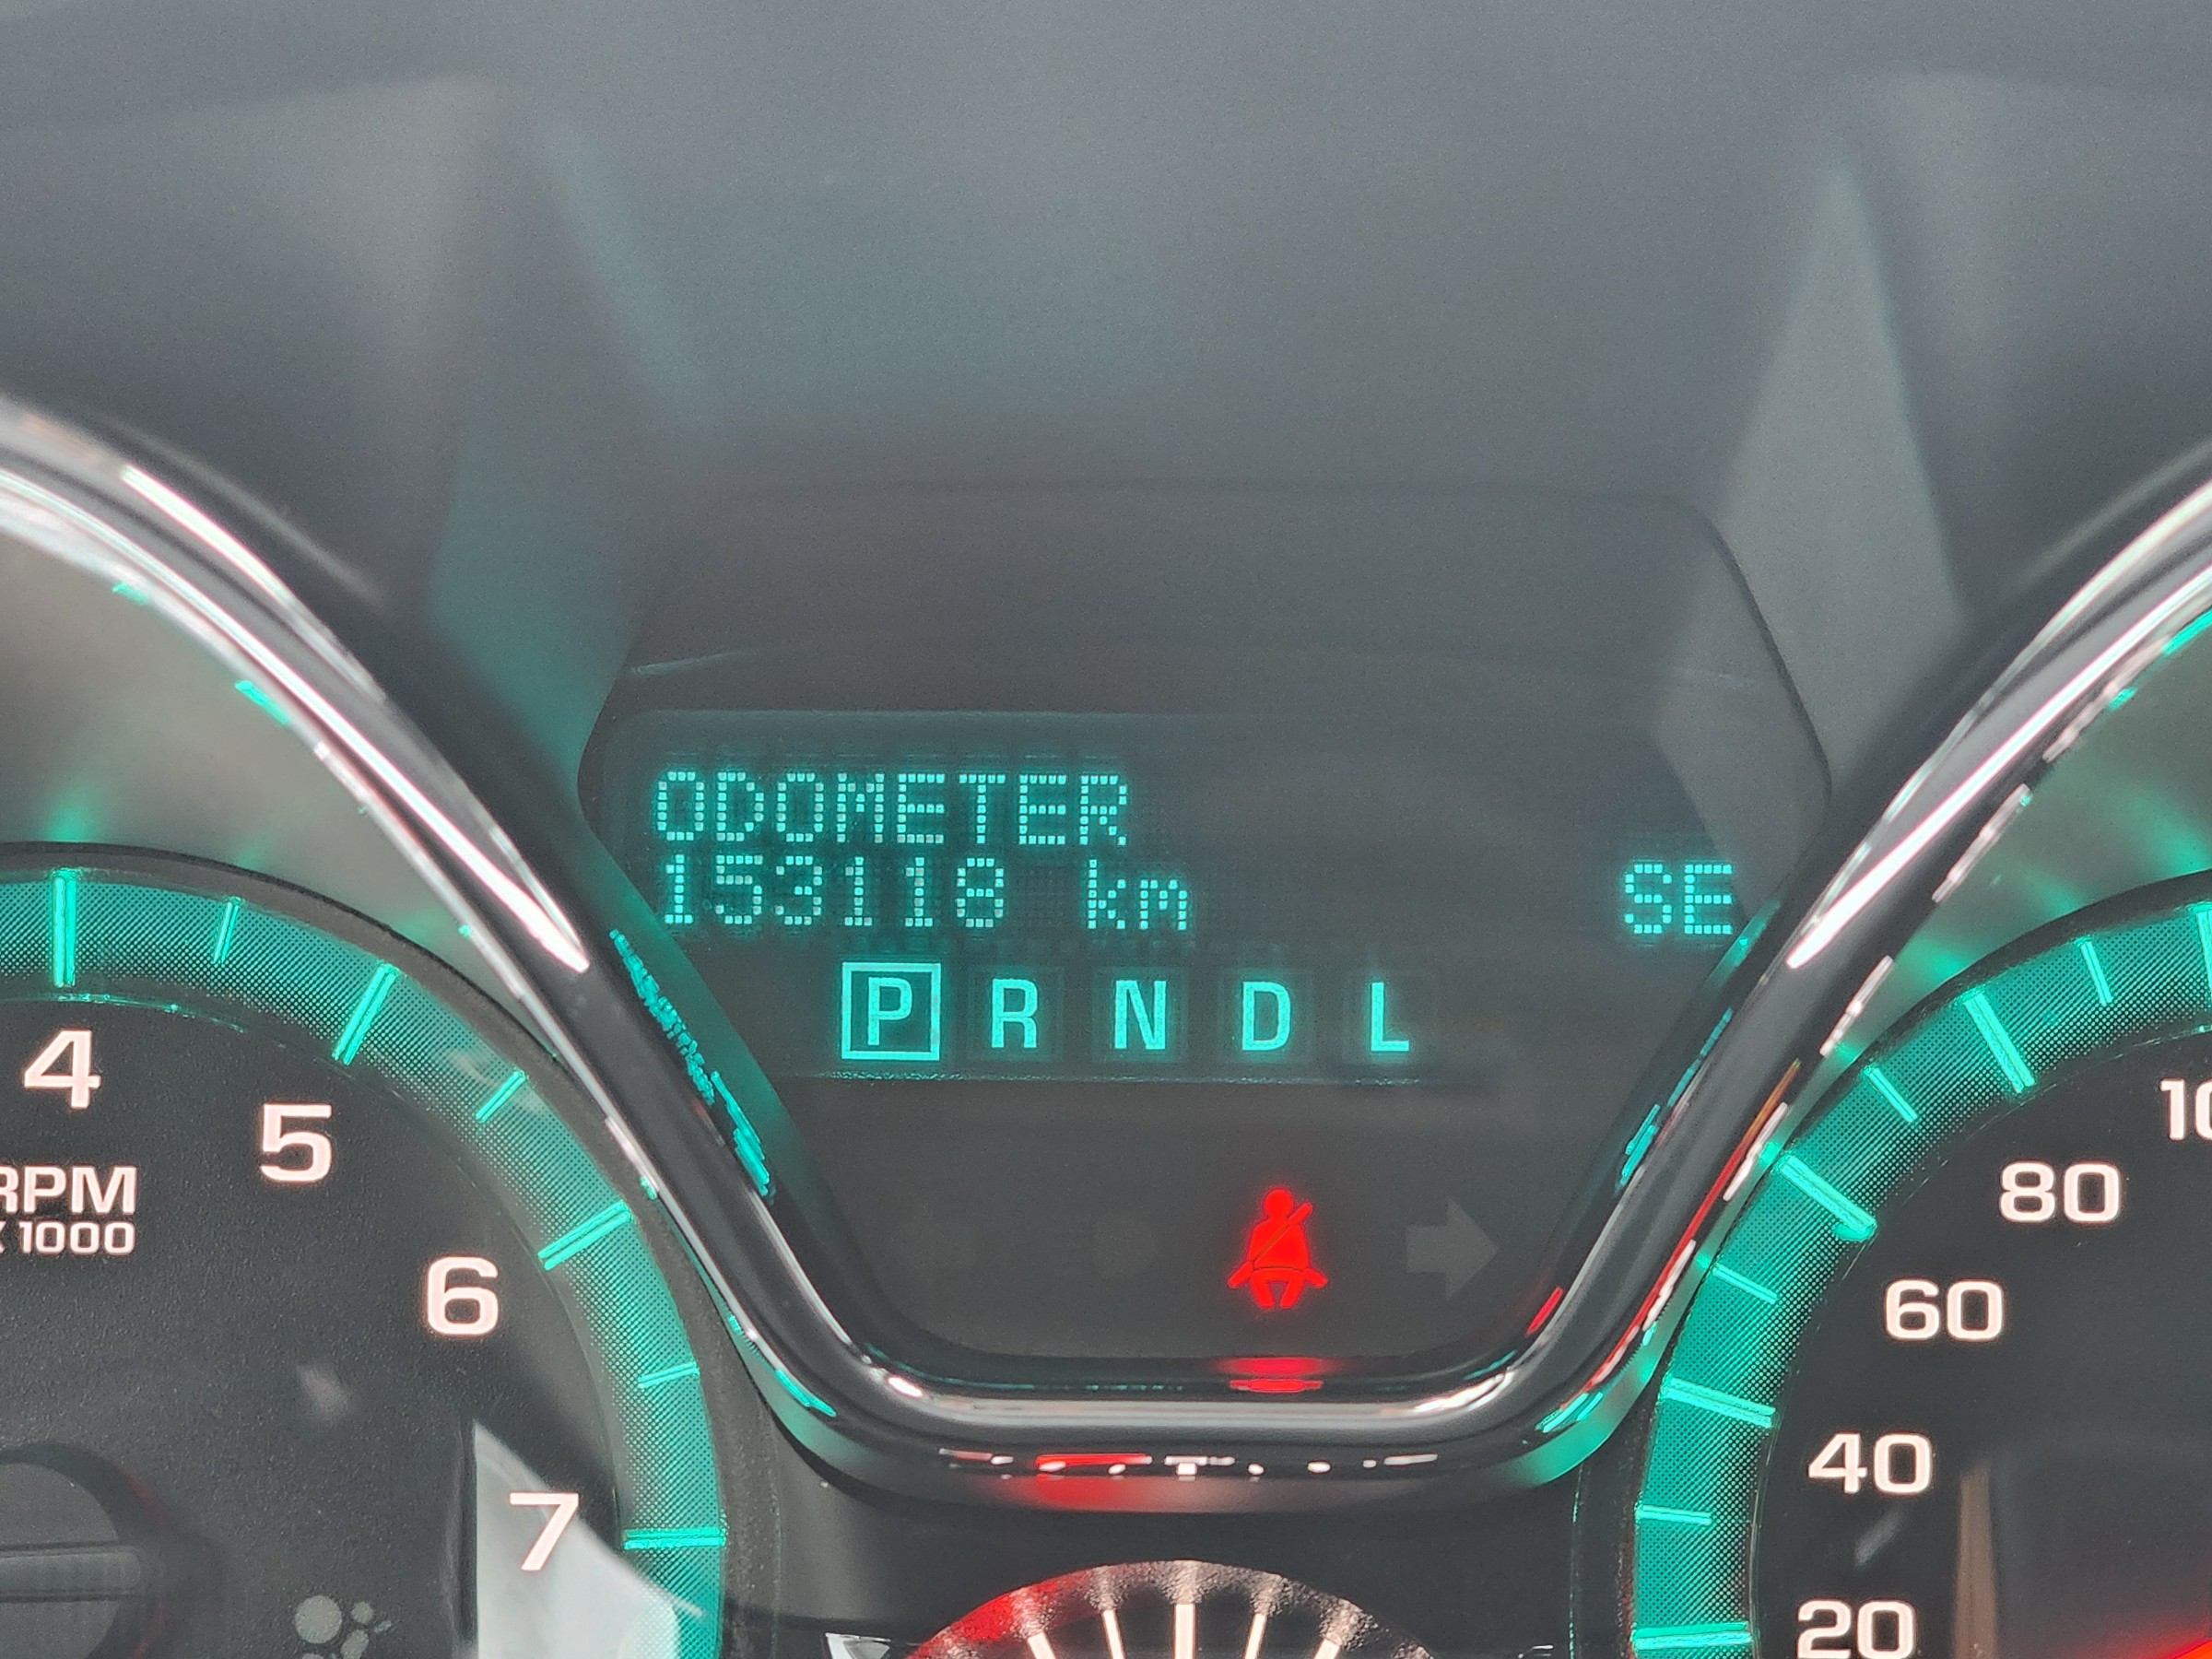 ODOMETER
153118 km
SE
P R N D L
4
5
6
7
RPM
X 1000
80
60
40
20